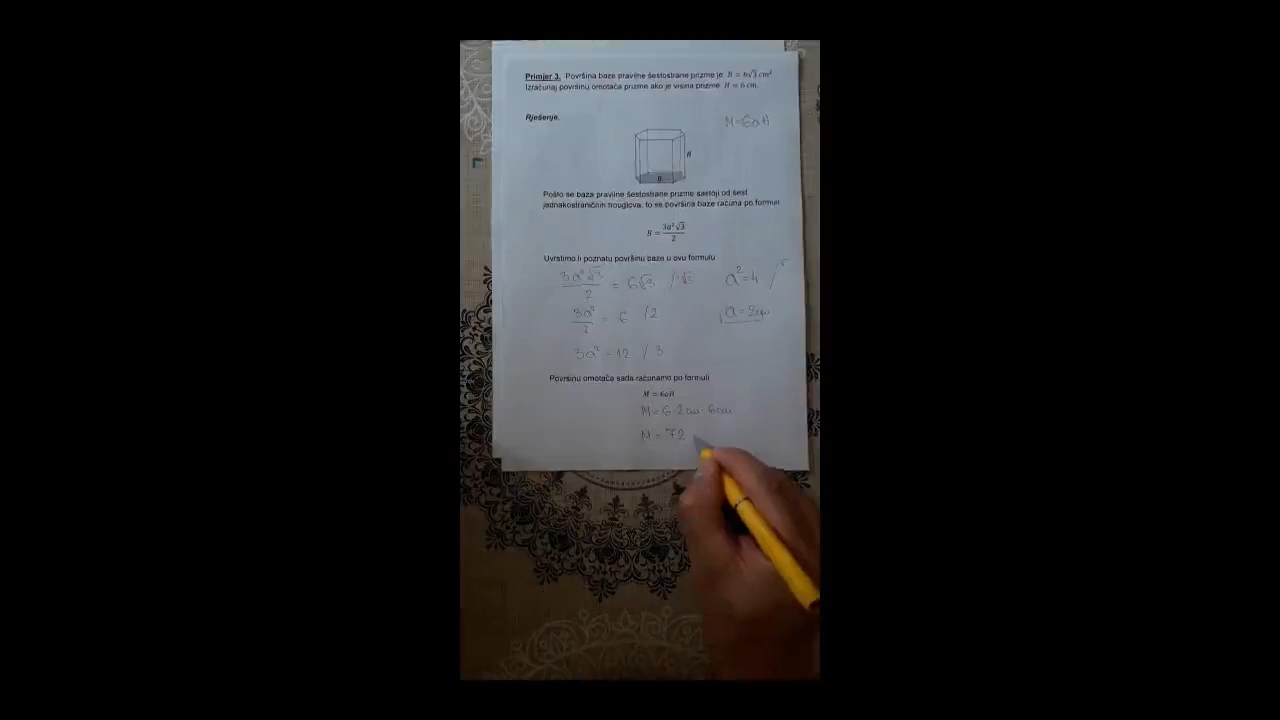 Primjer 3. Površina baze pravilne šestostrane prizme je B = 6√3 cm²
Izračunaj površinu omotača prizme ako je visina prizme H = 6 cm.
Rješenje.
M=6aH
H
B
Pošto se baza pravilne šestostrane prizme sastoji od šest
jednakostraničnih trouglova, to se površina baze računa po formuli
B = 3a²√3/2
Uvrstimo li poznatu površinu baze u ovu formulu
3a²√3/2 = 6√3 /:√3
a²=4 /√
3a²/2 = 6 /·2
a=2cm
3a²=12 /:3
Površinu omotača sada računamo po formuli
M = 6aH
M=6·2cm·6cm
M=72